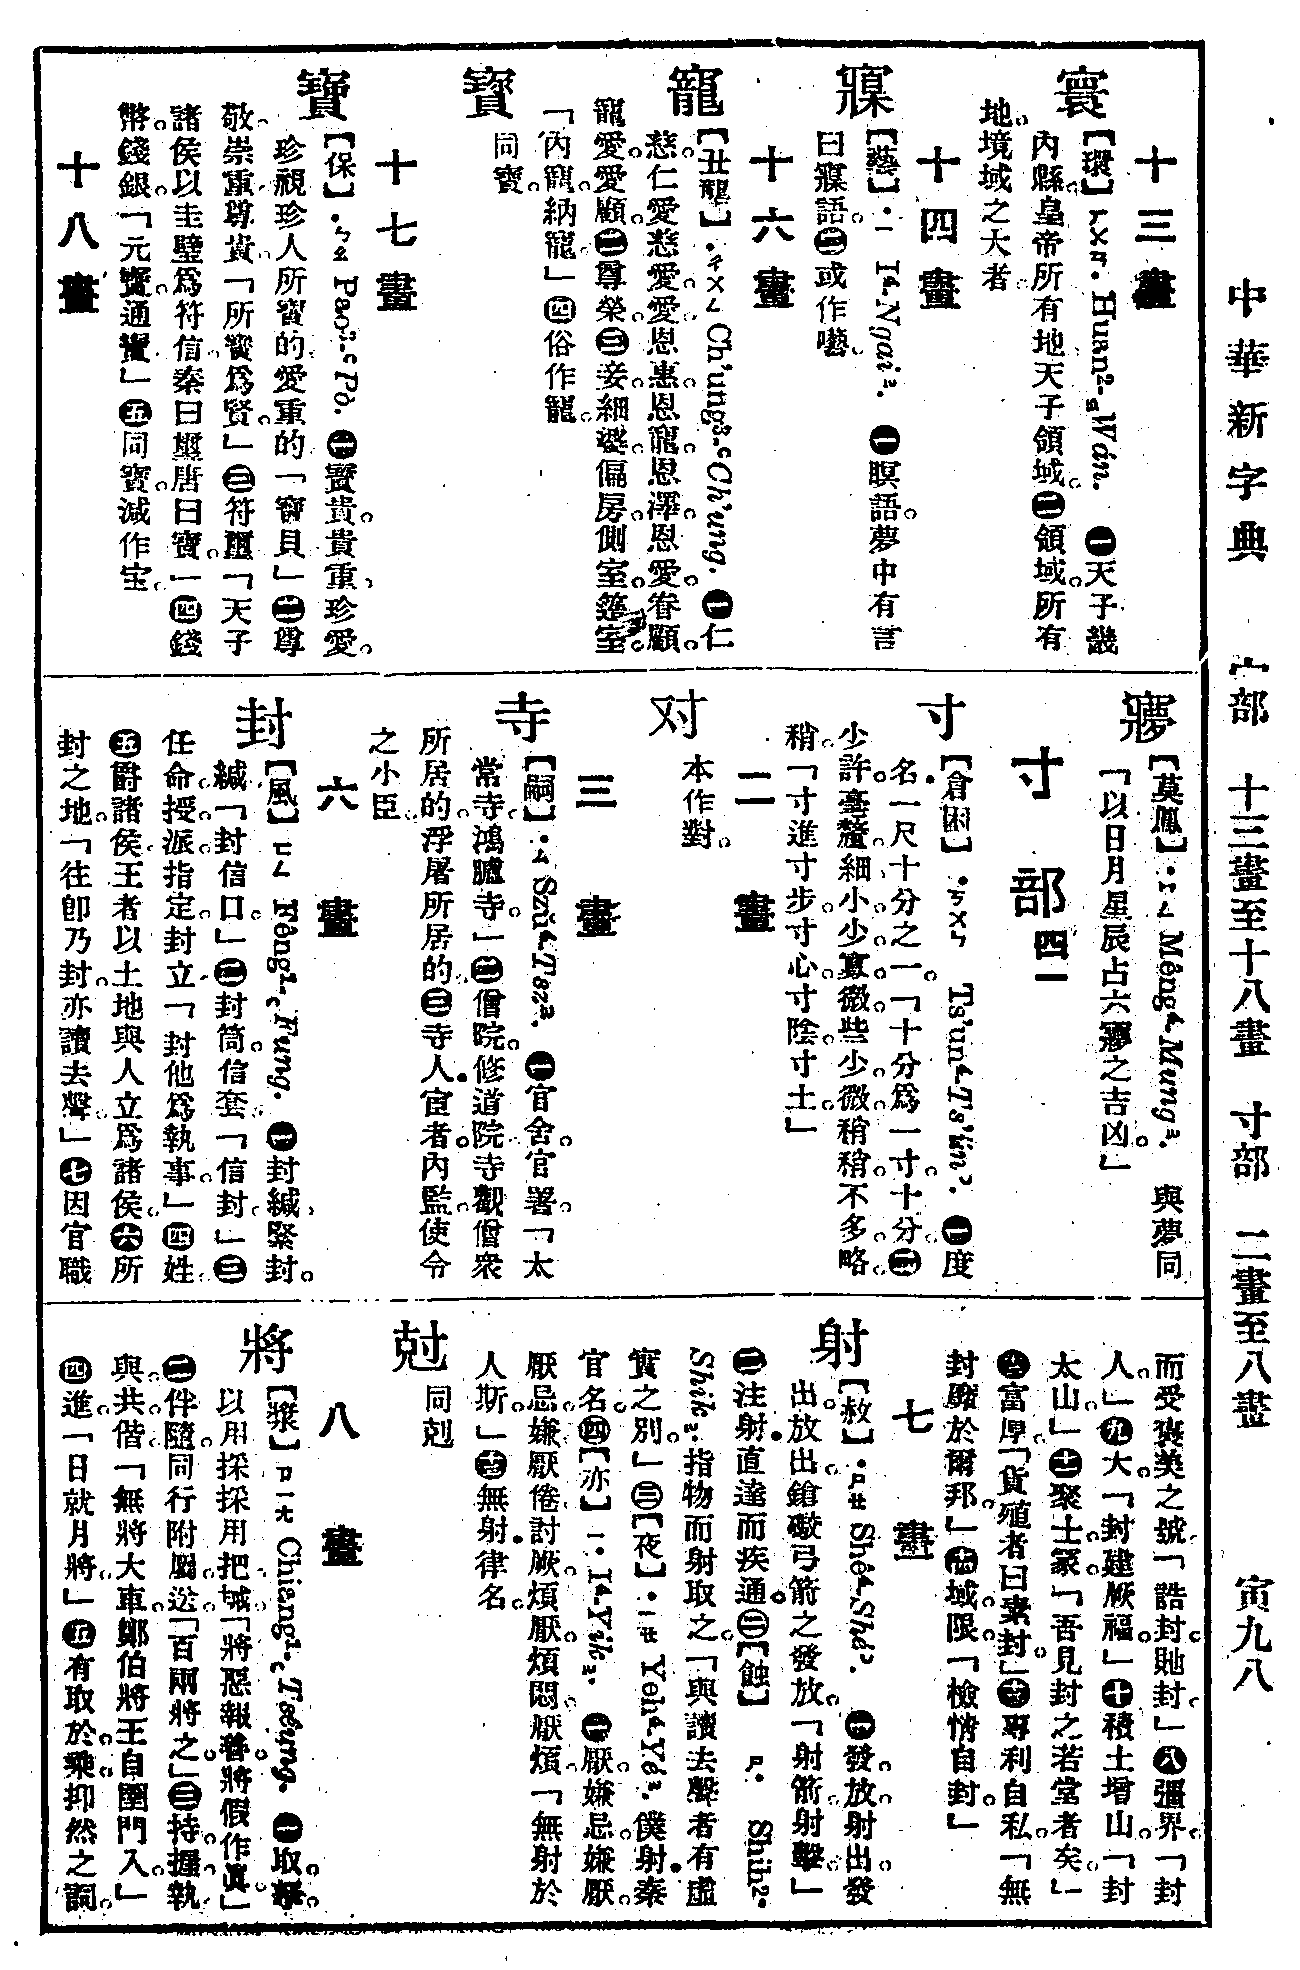 中華新字典 宀部 十三畫至十八畫 寸部 二畫至八畫 寅九八
十三畫
寰
【環】ㄏㄨㄢ. Huan²-₅Wán. ㊀天子畿
內縣皇帝所有地天子領域㊁領域所有
地境域之大者
十四畫
寱
【藝】·ㄧ I⁴-Ngai². ㊀瞑語夢中有言
曰寱語㊁或作囈
十六畫
寵
【丑壟】·ㄔㄨㄥ Ch'ung³-ᶜCh'ung. ㊀仁
慈仁愛慈愛愛恩惠恩寵恩澤恩愛眷顧
寵愛愛顧㊁尊榮㊂妾細婆偏房側室簉室
「內寵納寵」㊃俗作寵
寳
同寶
十七畫
寶
【保】·ㄅㄠ Pao³-ᶜPò. ㊀寶貴貴重珍愛
珍視珍人所寶的愛重的「寶貝」㊁尊
敬崇重尊貴「所寶爲賢」㊂符璽「天子
諸侯以圭璧爲符信秦曰璽唐曰寶」㊃錢
幣錢銀「元寶通寶」㊄同寳減作宝
十八畫
㝱
【莫鳳】·ㄇㄥ Mêng⁴-Mung². 與夢同
「以日月星辰占六㝱之吉凶」
寸部 四一
寸
【倉困】·ㄘㄨㄣ Ts'un⁴-Ts'ün³. ㊀度
名一尺十分之一「十分爲一寸」十分㊁
少許毫釐細小少寡微些少微稍稍不多略
稍「寸進寸步寸心寸陰寸土」
二畫
对
本作對
三畫
寺
【嗣】·ㄙ Szŭ⁴-Tsz². ㊀官舍官署「太
常寺鴻臚寺」㊁僧院修道院寺觀僧衆
所居的浮屠所居的㊂寺人宦者內監使令
之小臣
六畫
封
【風】ㄈㄥ Fêng¹-ᶜFung. ㊀封緘緊封
緘「封信口」㊁封筒信套「信封」㊂
任命授派指定封立「封他爲執事」㊃姓
㊄爵諸侯王者以土地與人立爲諸侯㊅所
封之地「往卽乃封亦讀去聲」㊆因官職
而受褒美之號「誥封貤封」㊇疆界「封
人」㊈大「封建厥福」㊉積土增山「封
太山」⑪聚土冢「吾見封之若堂者矣」
⑫富厚「貨殖者曰素封」⑬專利自私「無
封靡於爾邦」⑭域限「檢情自封」
七畫
射
【赦】·ㄕㄝ Shê⁴-Shé². ㊀發放射出發
出放出鎗礮弓箭之發放「射箭射擊」
㊁注射直達而疾通㊁【蝕】ㄕ. Shih²-
Shik₂. 指物而射取之「與讀去聲者有虛
實之別」㊂【夜】·ㄧㄝ Yeh⁴-Yé². 僕射秦
官名㊃【亦】ㄧ· I⁴-Yik₂. ㊀厭嫌忌嫌厭
厭忌嫌厭倦討厭煩厭煩悶厭煩「無射於
人斯」㊁無射律名
尅
同剋
八畫
將
【漿】ㄐㄧㄤ Chiang¹-ᶜTséung. ㊀取
以用採採用把城「將惡報善將假作眞」
㊁伴隨同行附屬送「百兩將之」㊂持握執
與共偕「無將大車鄭伯將王自圉門入」
㊃進「日就月將」㊄有取於乘抑然之詞